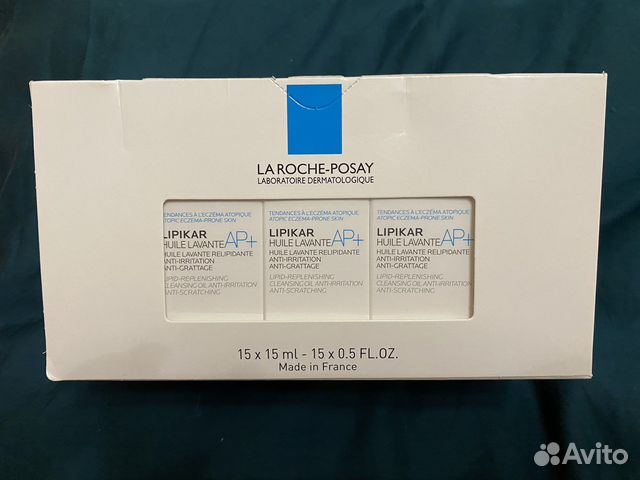 LA ROCHE-POSAY
LABORATOIRE DERMATOLOGIQUE
TENDANCES À L'ECZÉMA ATOPIQUE
ATOPIC ECZEMA-PRONE SKIN
LIPIKAR
HUILE LAVANTE AP+
HUILE LAVANTE RELIPIDANTE
ANTI-IRRITATION
ANTI-GRATTAGE
LIPID-REPLENISHING
CLEANSING OIL ANTI-IRRITATION
ANTI-SCRATCHING
TENDANCES À L'ECZÉMA ATOPIQUE
ATOPIC ECZEMA-PRONE SKIN
LIPIKAR
HUILE LAVANTE AP+
HUILE LAVANTE RELIPIDANTE
ANTI-IRRITATION
ANTI-GRATTAGE
LIPID-REPLENISHING
CLEANSING OIL ANTI-IRRITATION
ANTI-SCRATCHING
TENDANCES À L'ECZÉMA ATOPIQUE
ATOPIC ECZEMA-PRONE SKIN
LIPIKAR
HUILE LAVANTE AP+
HUILE LAVANTE RELIPIDANTE
ANTI-IRRITATION
ANTI-GRATTAGE
LIPID-REPLENISHING
CLEANSING OIL ANTI-IRRITATION
ANTI-SCRATCHING
15 x 15 ml - 15 x 0.5 FL.OZ.
Made in France
Avito